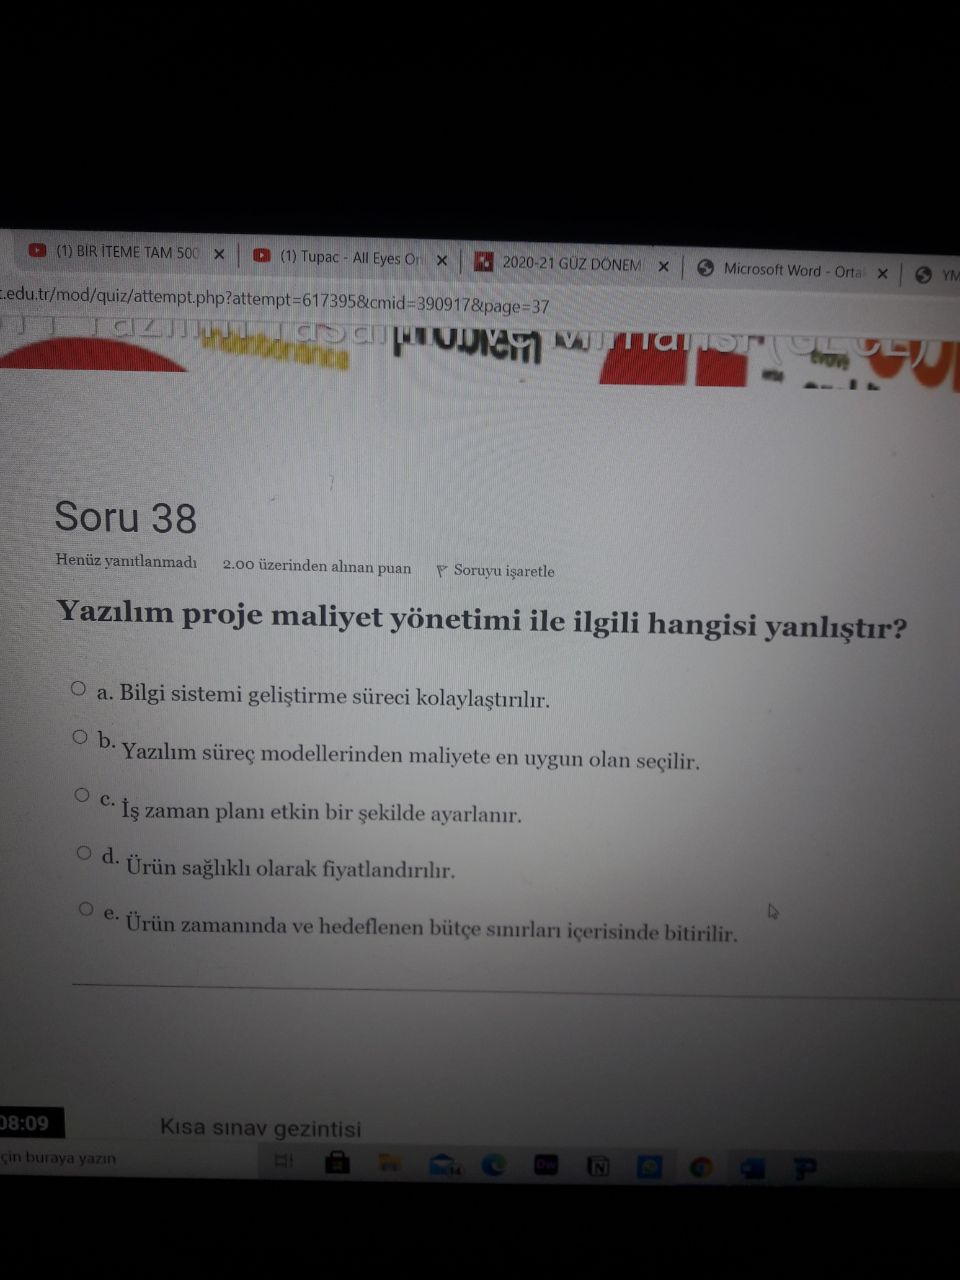 (1) BİR İTEME TAM 500
(1) Tupac - All Eyes On
2020-21 GÜZ DÖNEM
Microsoft Word - Orta
YM
.edu.tr/mod/quiz/attempt.php?attempt=617395&cmid=390917&page=37
problem
Soru 38
Henüz yanıtlanmadı 2.00 üzerinden alınan puan Soruyu işaretle
Yazılım proje maliyet yönetimi ile ilgili hangisi yanlıştır?
a. Bilgi sistemi geliştirme süreci kolaylaştırılır.
b. Yazılım süreç modellerinden maliyete en uygun olan seçilir.
c. İş zaman planı etkin bir şekilde ayarlanır.
d. Ürün sağlıklı olarak fiyatlandırılır.
e. Ürün zamanında ve hedeflenen bütçe sınırları içerisinde bitirilir.
08:09
Kısa sınav gezintisi
çin buraya yazın
Dw